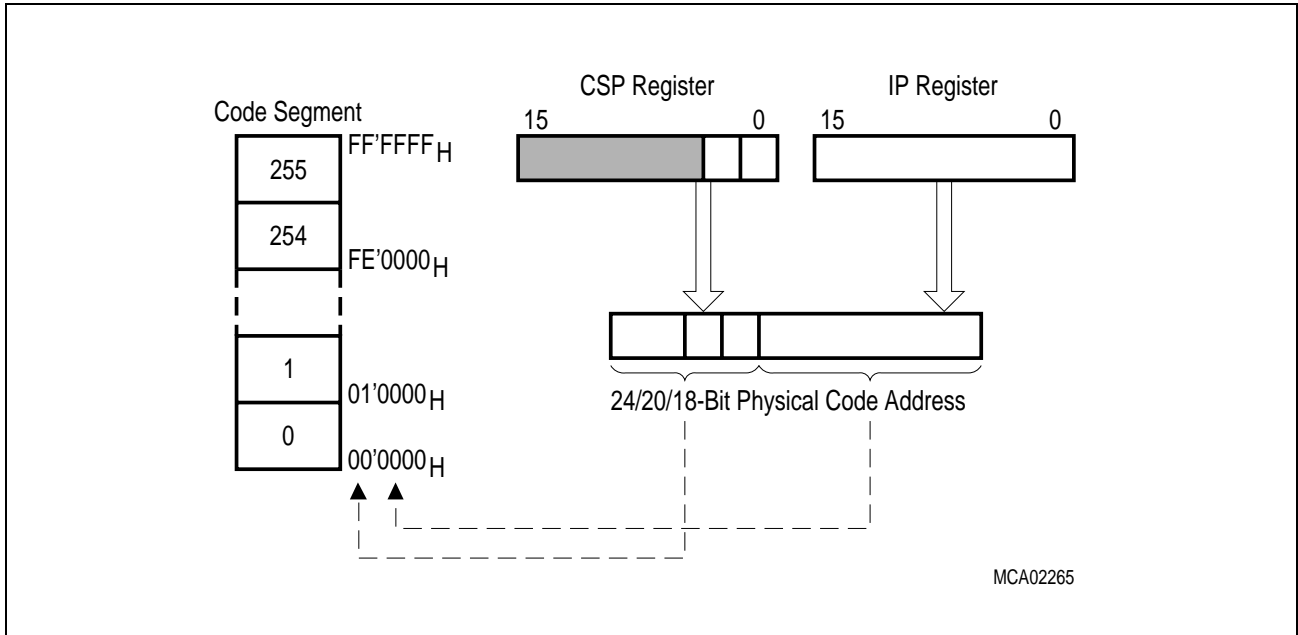 CSP Register
IP Register
Code Segment
15 0
15 0
FF'FFFFH
255
254
FE'0000H
1
01'0000H
24/20/18-Bit Physical Code Address
0
00'0000H
MCA02265